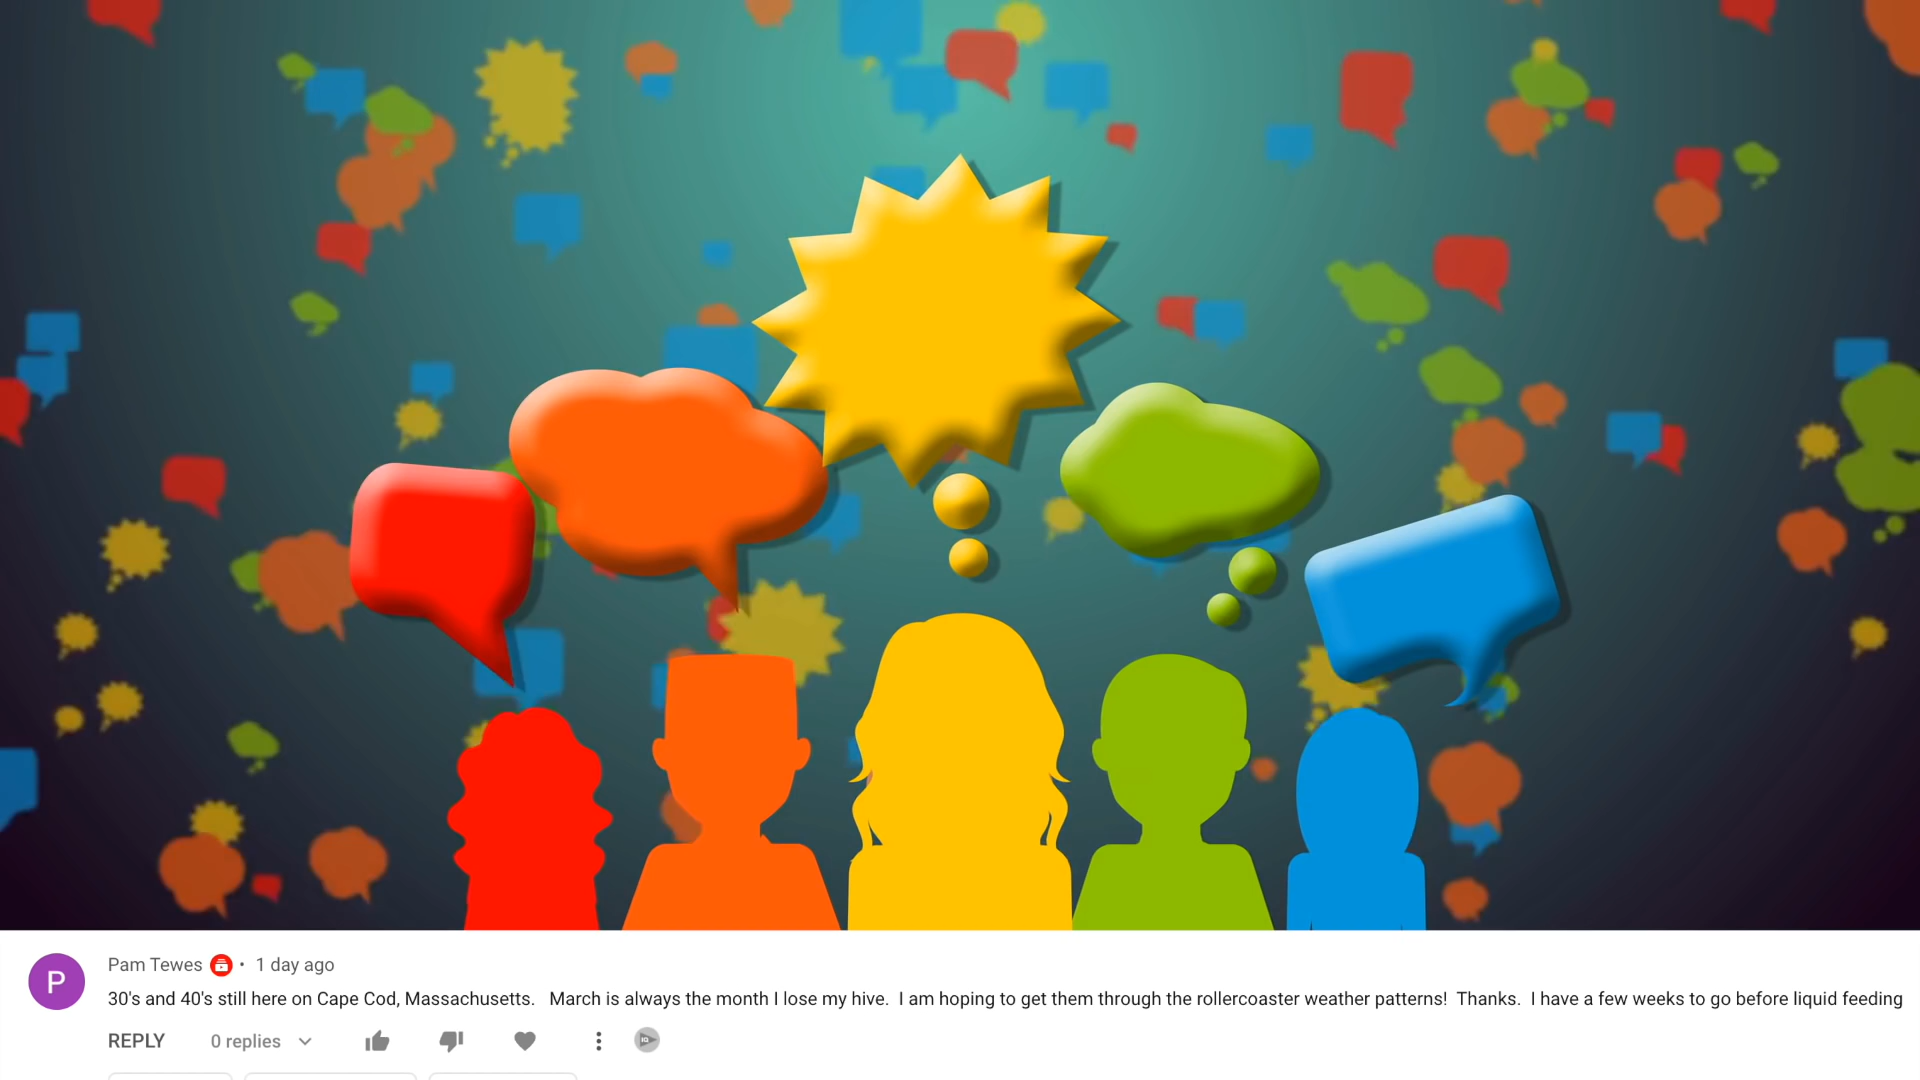 P
Pam Tewes • 1 day ago
30's and 40's still here on Cape Cod, Massachusetts. March is always the month I lose my hive. I am hoping to get them through the rollercoaster weather patterns! Thanks. I have a few weeks to go before liquid feeding
REPLY 0 replies
IQ